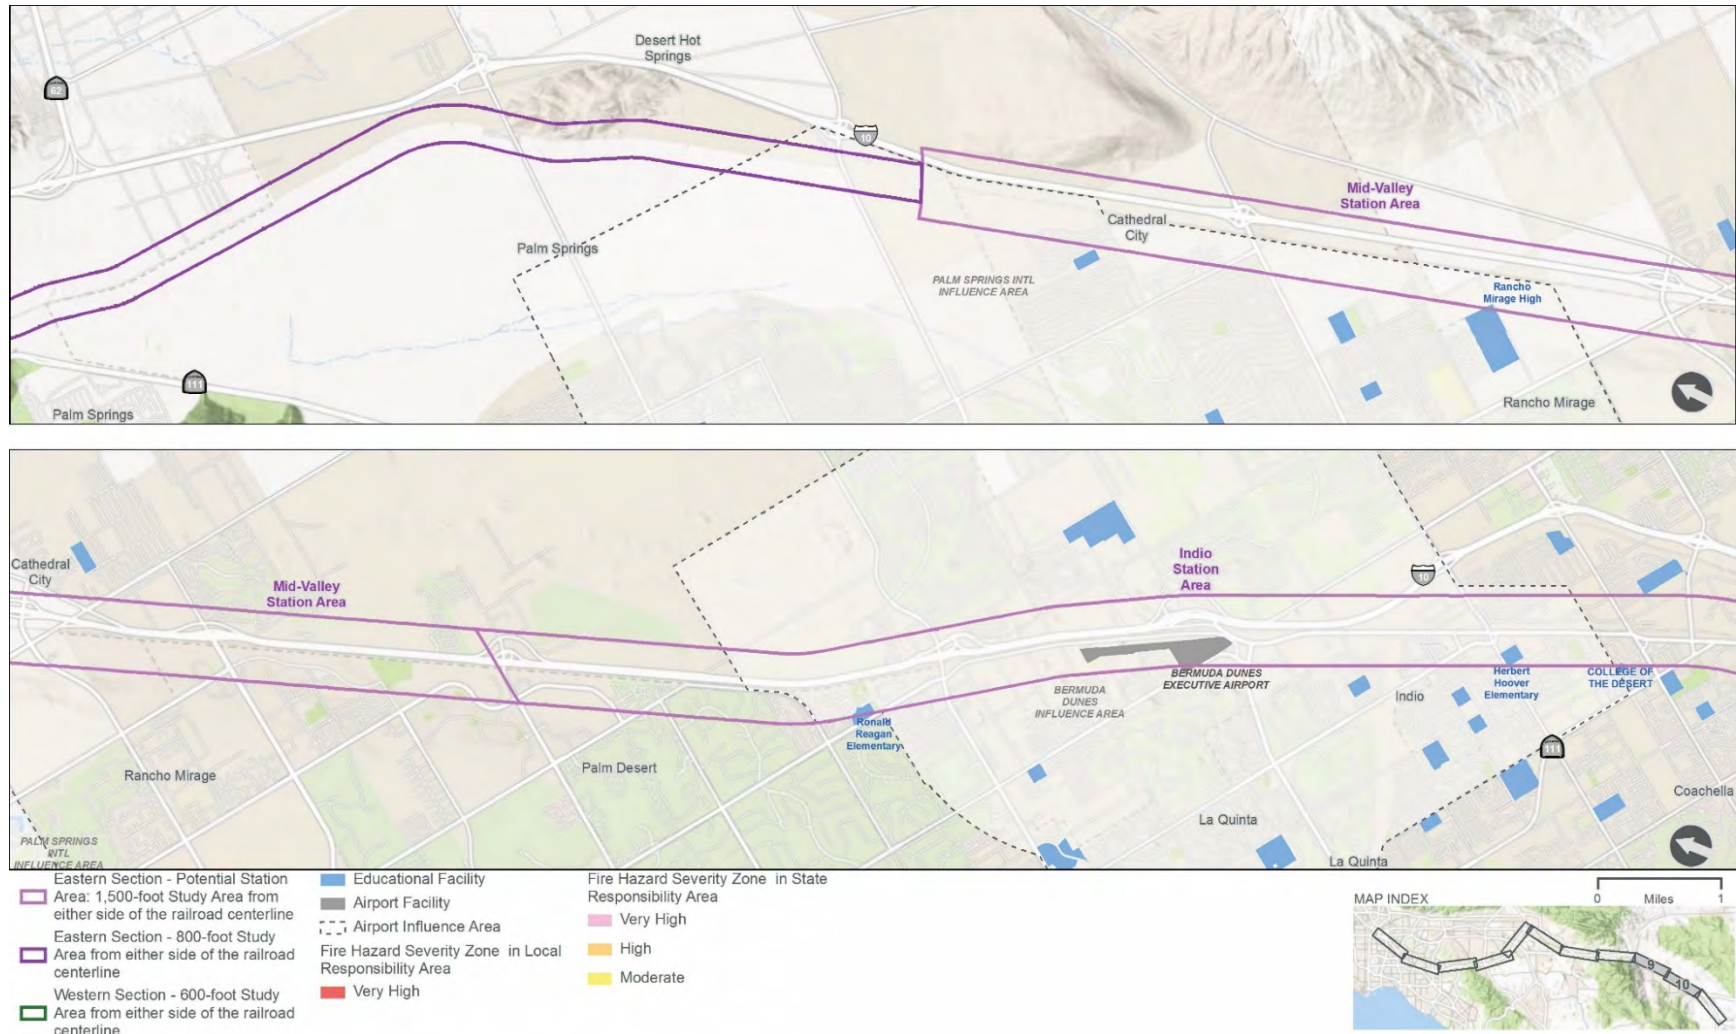 Desert Hot
Springs
62
10
Mid-Valley
Station Area
Cathedral
City
Palm Springs
PALM SPRINGS INTL
INFLUENCE AREA
Rancho
Mirage High
111
Palm Springs
Rancho Mirage
Cathedral
City
Mid-Valley
Station Area
Indio
Station
Area
10
BERMUDA DUNES
EXECUTIVE AIRPORT
BERMUDA
DUNES
INFLUENCE AREA
Herbert
Hoover
Elementary
COLLEGE OF
THE DESERT
Indio
Ronald
Reagan
Elementary
111
Rancho Mirage
Palm Desert
Coachella
La Quinta
La Quinta
PALM SPRINGS
INTL
INFLUENCE AREA
Eastern Section - Potential Station
Area: 1,500-foot Study Area from
either side of the railroad centerline
Eastern Section - 800-foot Study
Area from either side of the railroad
centerline
Western Section - 600-foot Study
Area from either side of the railroad
centerline
Educational Facility
Airport Facility
Airport Influence Area
Fire Hazard Severity Zone in Local
Responsibility Area
Very High
Fire Hazard Severity Zone in State
Responsibility Area
Very High
High
Moderate
MAP INDEX
0 Miles 1
9
10